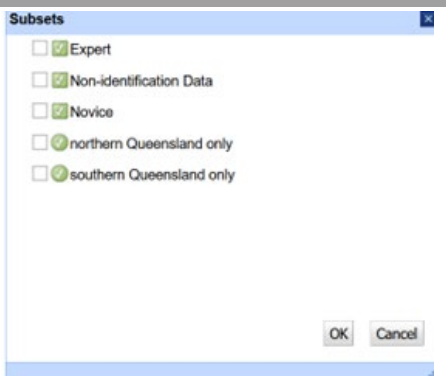 Subsets
Expert
Non-identification Data
Novice
northern Queensland only
southern Queensland only
OK Cancel